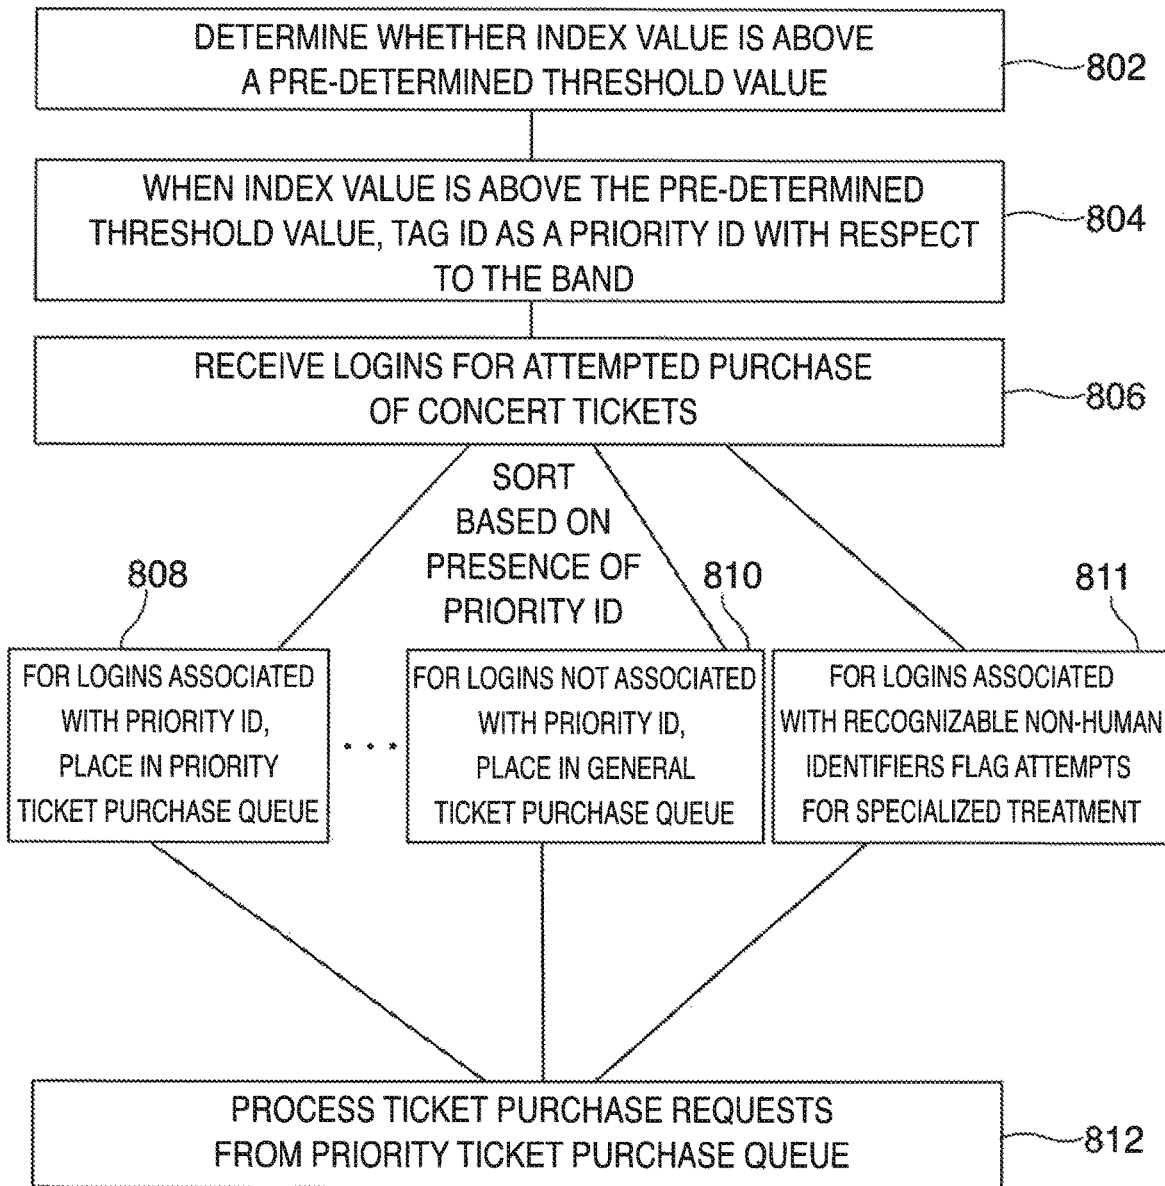 DETERMINE WHETHER INDEX VALUE IS ABOVE
A PRE-DETERMINED THRESHOLD VALUE
802
WHEN INDEX VALUE IS ABOVE THE PRE-DETERMINED
THRESHOLD VALUE, TAG ID AS A PRIORITY ID WITH RESPECT
TO THE BAND
804
RECEIVE LOGINS FOR ATTEMPTED PURCHASE
OF CONCERT TICKETS
806
SORT
BASED ON
PRESENCE OF
PRIORITY ID
808
FOR LOGINS ASSOCIATED
WITH PRIORITY ID,
PLACE IN PRIORITY
TICKET PURCHASE QUEUE
. . .
810
FOR LOGINS NOT ASSOCIATED
WITH PRIORITY ID,
PLACE IN GENERAL
TICKET PURCHASE QUEUE
811
FOR LOGINS ASSOCIATED
WITH RECOGNIZABLE NON-HUMAN
IDENTIFIERS FLAG ATTEMPTS
FOR SPECIALIZED TREATMENT
PROCESS TICKET PURCHASE REQUESTS
FROM PRIORITY TICKET PURCHASE QUEUE
812